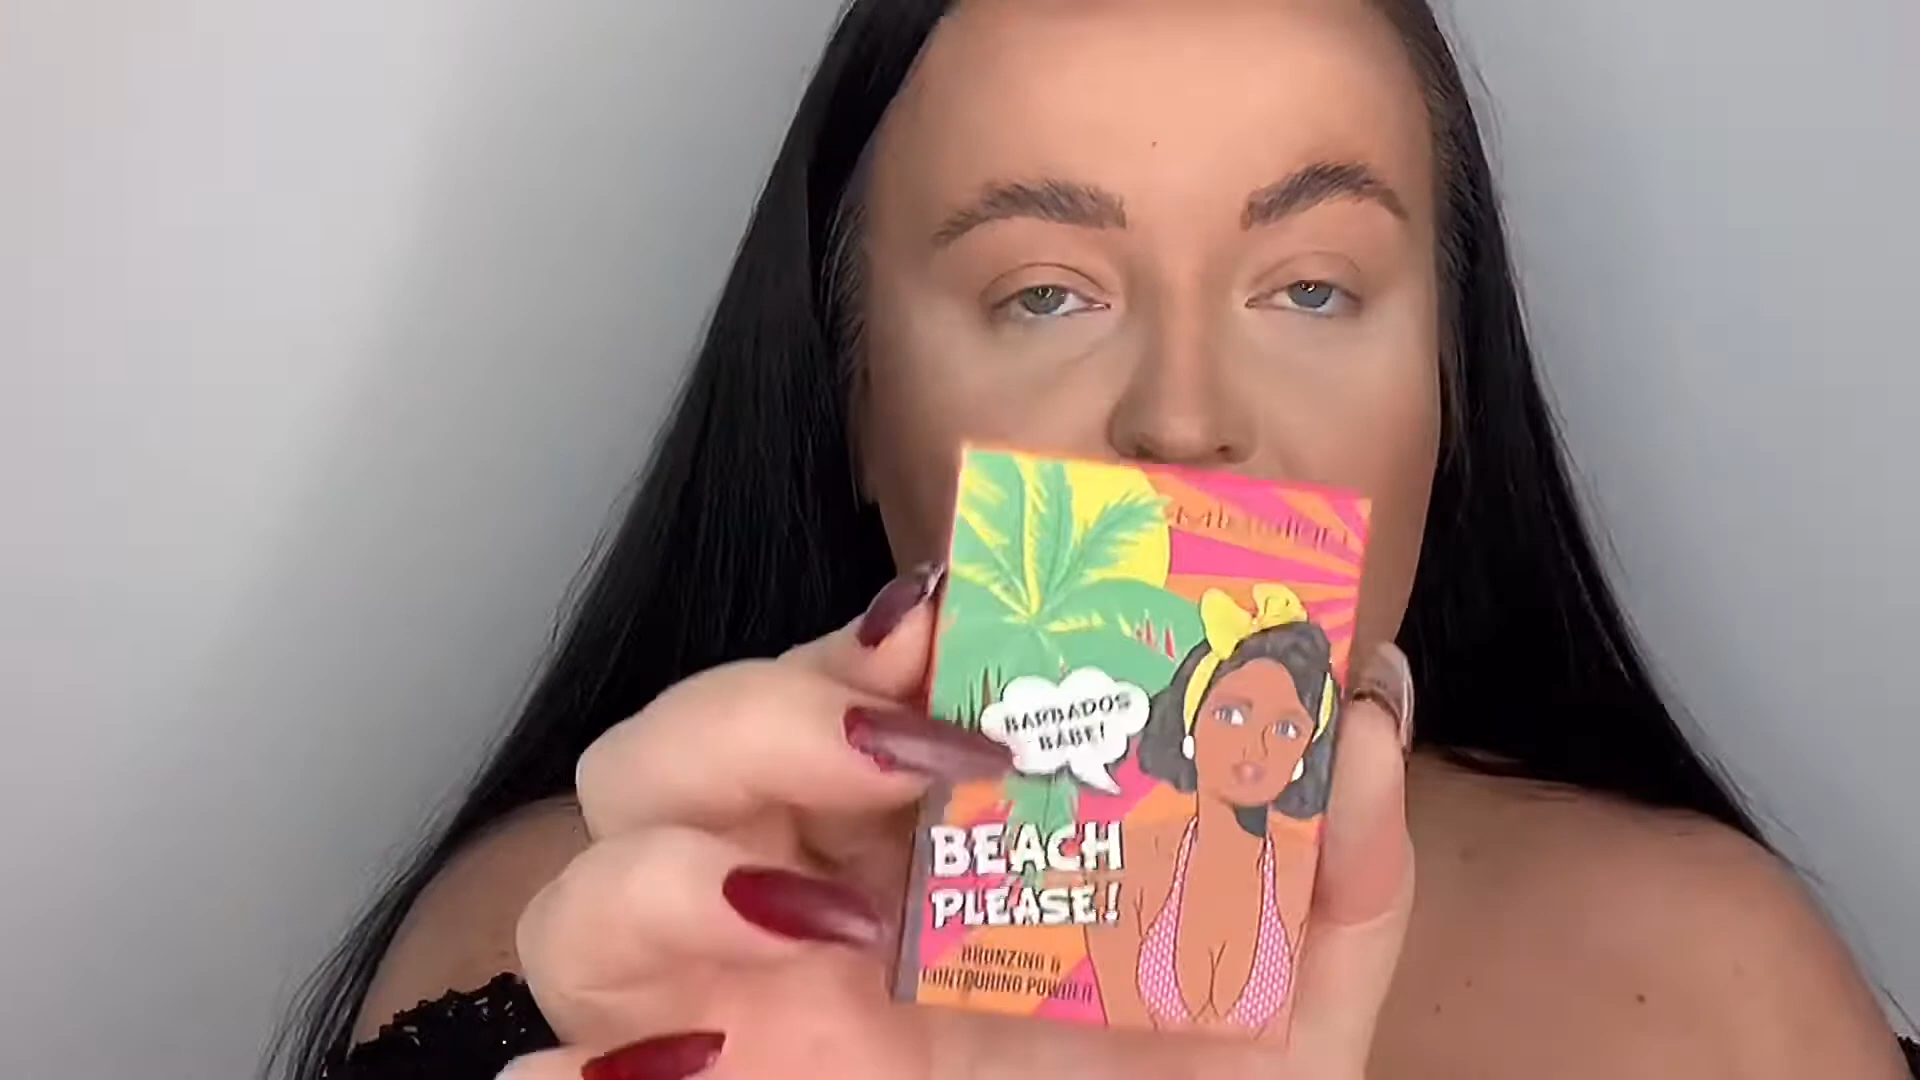 BARBADOS
BABE!
BEACH
PLEASE!
BRONZING &
CONTOURING POWDER